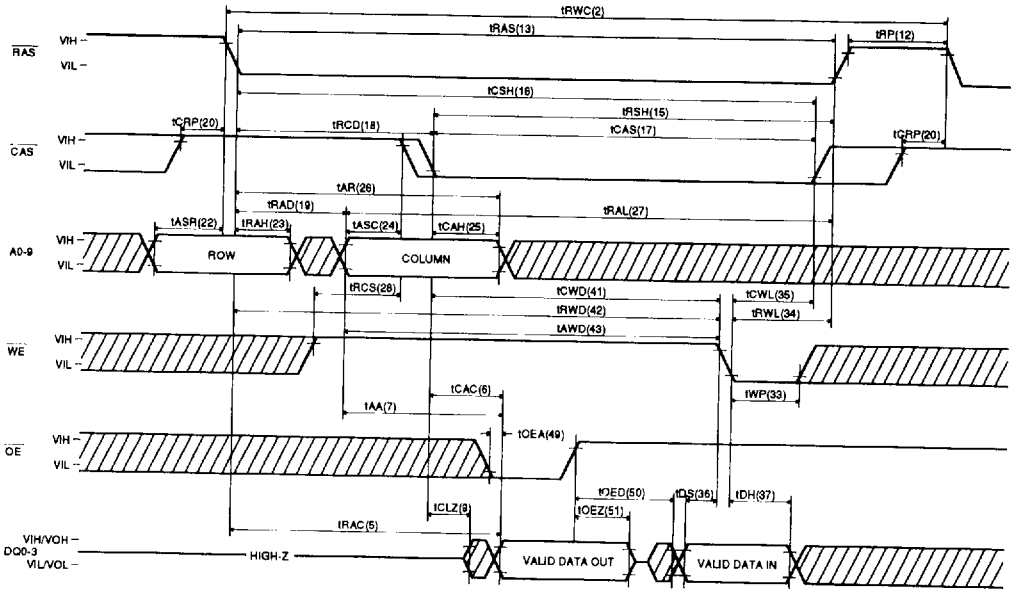 tRWC(2)
tRAS(13)
tRP(12)
RAS
VIH
VIL
tCSH(16)
tRSH(15)
tCRP(20)
tRCD(18)
tCAS(17)
tCRP(20)
CAS
VIH
VIL
tAR(26)
tRAD(19)
tRAL(27)
tASR(22)
tRAH(23)
tASC(24)
tCAH(25)
A0-9
VIH
VIL
ROW
COLUMN
tRCS(28)
tCWD(41)
tCWL(35)
tRWD(42)
tRWL(34)
tAWD(43)
WE
VIH
VIL
tCAC(6)
tWP(33)
tAA(7)
tOEA(49)
OE
VIH
VIL
tOED(50)
tDS(36)
tDH(37)
tCLZ(9)
tOEZ(51)
tRAC(5)
VIH/VOH
DQ0-3
VIL/VOL
HIGH-Z
VALID DATA OUT
VALID DATA IN